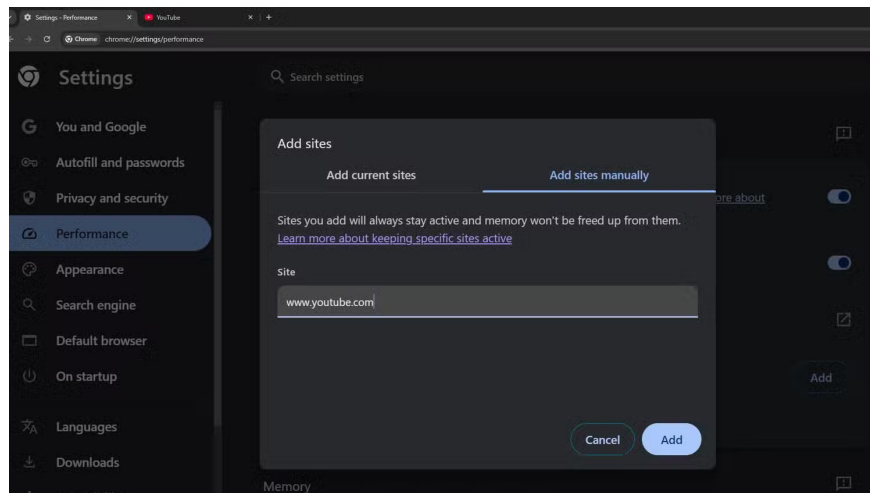 Settings - Performance
YouTube
Chrome
chrome://settings/performance
Settings
Search settings
You and Google
Autofill and passwords
Privacy and security
Performance
Appearance
Search engine
Default browser
On startup
Languages
Downloads
Add sites
Add current sites
Add sites manually
Sites you add will always stay active and memory won't be freed up from them.
Learn more about keeping specific sites active
Site
www.youtube.com
Cancel
Add
ore about
Add
Memory